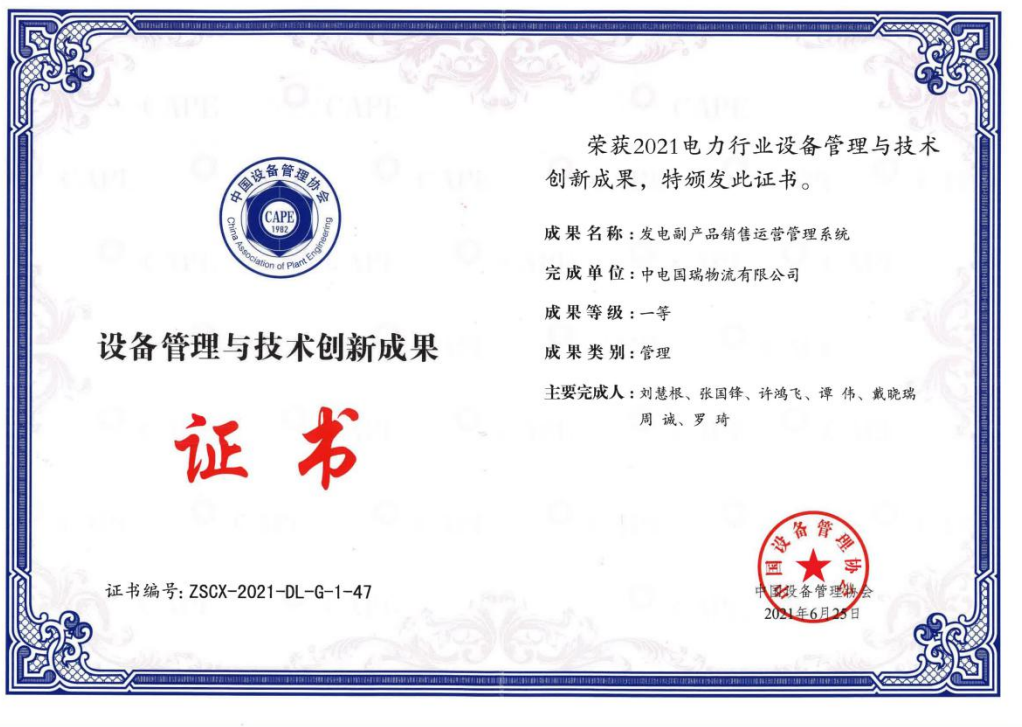 中国设备管理协会
CAPE
1982
China Association of Plant Engineering
设备管理与技术创新成果
证书
证书编号: ZSCX-2021-DL-G-1-47
荣获2021电力行业设备管理与技术
创新成果，特颁发此证书。
成果名称：发电副产品销售运营管理系统
完成单位：中电国瑞物流有限公司
成果等级：一等
成果类别：管理
主要完成人：刘慧根、张国锋、许鸿飞、谭 伟、戴晓瑞
周 诚、罗 琦
中国设备管理协会
中国设备管理协会
2021年6月25日